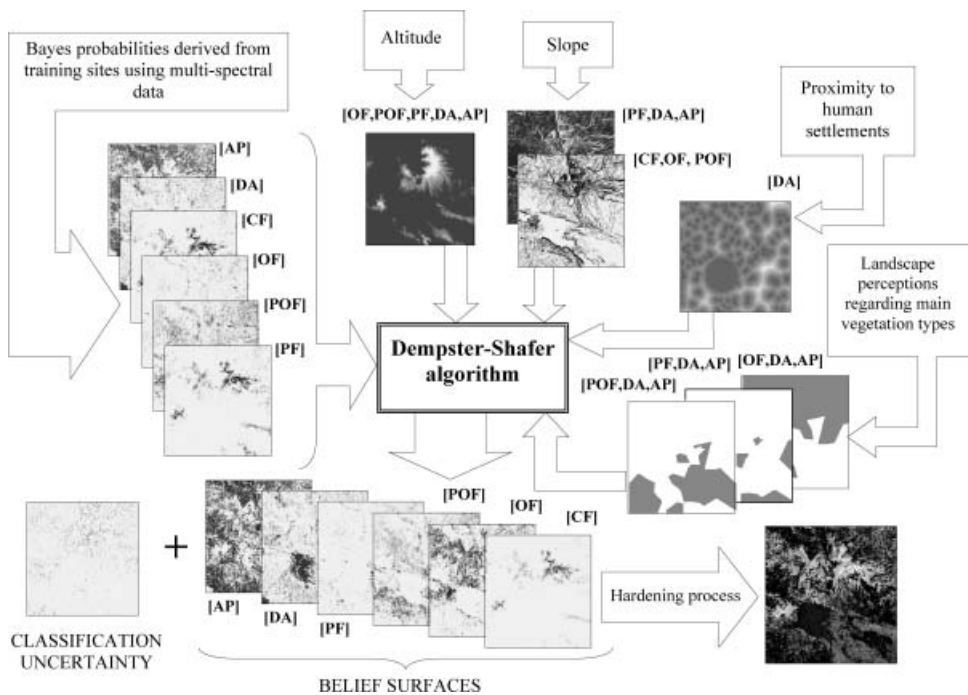 Bayes probabilities derived from
training sites using multi-spectral
data
Altitude
Slope
Proximity to
human
settlements
[OF,POF,PF,DA,AP]
[PF,DA,AP]
[CF,OF, POF]
[DA]
[AP]
[DA]
[CF]
[OF]
[POF]
[PF]
Landscape
perceptions
regarding main
vegetation types
Dempster-Shafer
algorithm
[PF,DA,AP]
[OF,DA,AP]
[POF,DA,AP]
[POF]
[OF]
[CF]
+
[AP]
[DA]
[PF]
Hardening process
CLASSIFICATION
UNCERTAINTY
BELIEF SURFACES